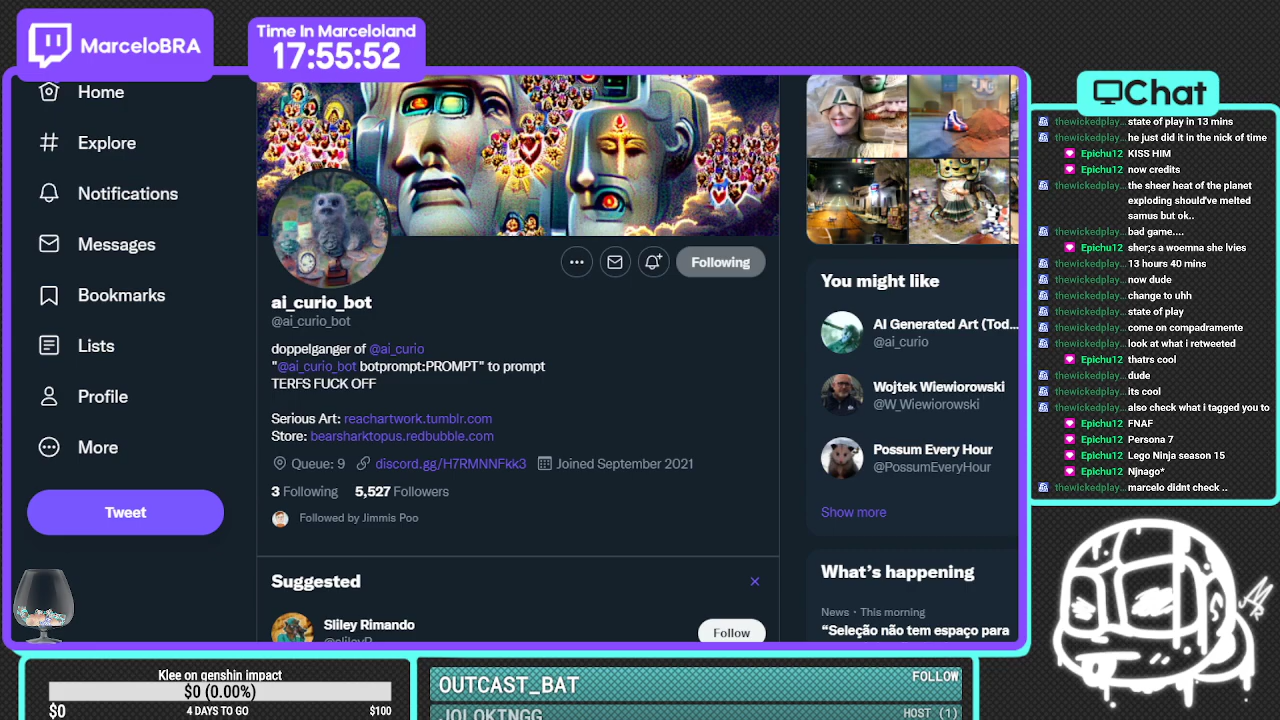 MarceloBRA
Time In Marceloland
17:55:52
Home
Explore
Notifications
Messages
Bookmarks
Lists
Profile
More
Tweet
Following
ai_curio_bot
@ai_curio_bot
doppelganger of @ai_curio
"@ai_curio_bot botprompt:PROMPT" to prompt
TERFS FUCK OFF
Serious Art: reachartwork.tumblr.com
Store: bearsharktopus.redbubble.com
Queue: 9 discord.gg/H7RMNNFkk3 Joined September 2021
3 Following 5,527 Followers
Followed by Jimmis Poo
Suggested
Sliley Rimando
Follow
You might like
AI Generated Art (Tod...
@ai_curio
Wojtek Wiewiorowski
@W_Wiewiorowski
Possum Every Hour
@PossumEveryHour
Show more
What's happening
News · This morning
"Seleção não tem espaço para
Chat
thewickedplay... state of play in 13 mins
thewickedplay... he just did it in the nick of time
Epichu12 KISS HIM
Epichu12 now credits
thewickedplay... the sheer heat of the planet
exploding should've melted
samus but ok..
thewickedplay... bad game....
Epichu12 sher;s a woemna she lvies
thewickedplay... 13 hours 40 mins
thewickedplay... now dude
thewickedplay... change to uhh
thewickedplay... state of play
thewickedplay... come on compadramente
thewickedplay... look at what i retweeted
Epichu12 thatrs cool
thewickedplay... dude
thewickedplay... its cool
thewickedplay... also check what i tagged you to
Epichu12 FNAF
Epichu12 Persona 7
Epichu12 Lego Ninja season 15
Epichu12 Njnago*
thewickedplay... marcelo didnt check ..
Klee on genshin impact
$0 (0.00%)
$0 4 DAYS TO GO $100
OUTCAST_BAT FOLLOW
JOLOKTNGG HOST (1)